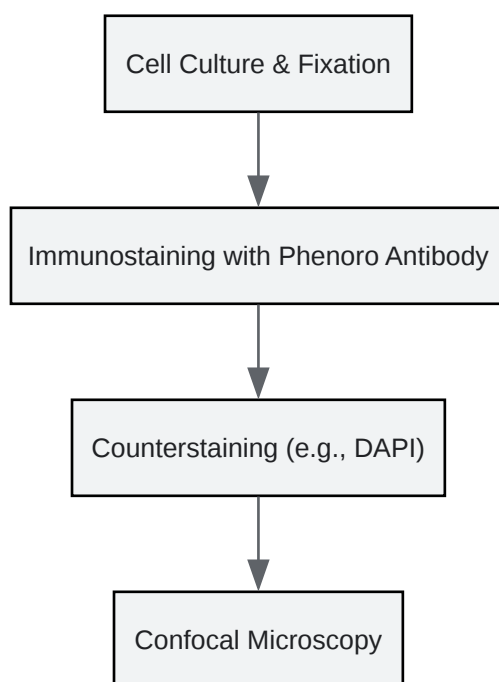 Cell Culture & Fixation
Immunostaining with Phenoro Antibody
Counterstaining (e.g., DAPI)
Confocal Microscopy